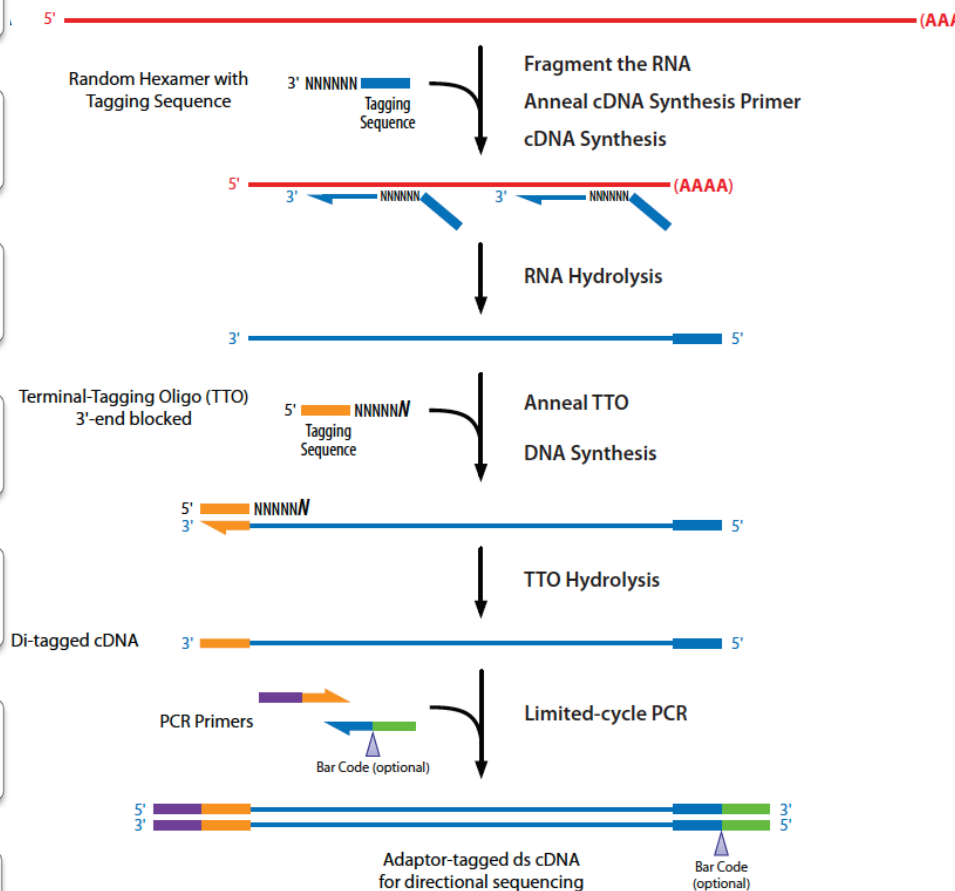 5' (AAA
Random Hexamer with
Tagging Sequence
3' NNNNNN
Tagging
Sequence
Fragment the RNA
Anneal cDNA Synthesis Primer
cDNA Synthesis
5' (AAAA)
3' NNNNNN 3' NNNNNN
RNA Hydrolysis
3' 5'
Terminal-Tagging Oligo (TTO)
3'-end blocked
5' NNNNNN
Tagging
Sequence
Anneal TTO
DNA Synthesis
5' NNNNNN
3' 5'
TTO Hydrolysis
Di-tagged cDNA 3' 5'
PCR Primers
Bar Code (optional)
Limited-cycle PCR
5' 3'
3' 5'
Adaptor-tagged ds cDNA
for directional sequencing
Bar Code
(optional)